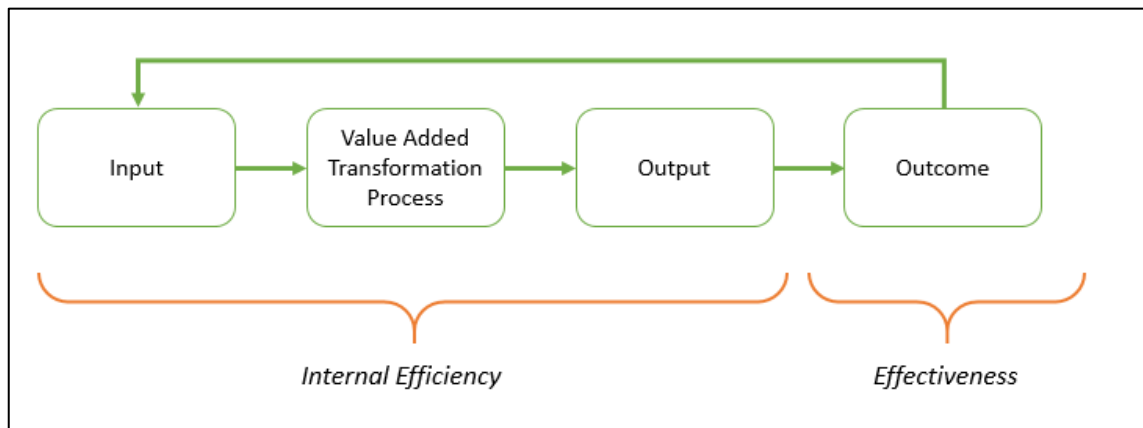 Input
Value Added
Transformation
Process
Output
Outcome
Internal Efficiency
Effectiveness